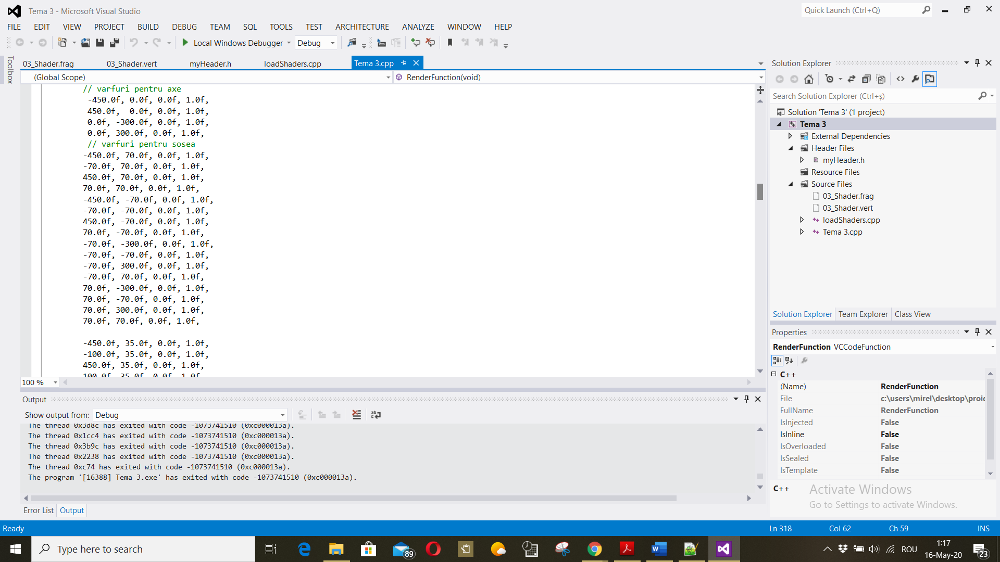 Tema 3 - Microsoft Visual Studio
Quick Launch (Ctrl+Q)
FILE EDIT VIEW PROJECT BUILD DEBUG TEAM SQL TOOLS TEST ARCHITECTURE ANALYZE WINDOW HELP
Local Windows Debugger Debug
Toolbox
03_Shader.frag 03_Shader.vert myHeader.h loadShaders.cpp Tema 3.cpp
(Global Scope) RenderFunction(void)
// varfuri pentru axe
-450.0f, 0.0f, 0.0f, 1.0f,
450.0f, 0.0f, 0.0f, 1.0f,
0.0f, -300.0f, 0.0f, 1.0f,
0.0f, 300.0f, 0.0f, 1.0f,
// varfuri pentru sosea
-450.0f, 70.0f, 0.0f, 1.0f,
-70.0f, 70.0f, 0.0f, 1.0f,
450.0f, 70.0f, 0.0f, 1.0f,
70.0f, 70.0f, 0.0f, 1.0f,
-450.0f, -70.0f, 0.0f, 1.0f,
-70.0f, -70.0f, 0.0f, 1.0f,
450.0f, -70.0f, 0.0f, 1.0f,
70.0f, -70.0f, 0.0f, 1.0f,
-70.0f, -300.0f, 0.0f, 1.0f,
-70.0f, -70.0f, 0.0f, 1.0f,
-70.0f, 300.0f, 0.0f, 1.0f,
-70.0f, 70.0f, 0.0f, 1.0f,
70.0f, -300.0f, 0.0f, 1.0f,
70.0f, -70.0f, 0.0f, 1.0f,
70.0f, 300.0f, 0.0f, 1.0f,
70.0f, 70.0f, 0.0f, 1.0f,
-450.0f, 35.0f, 0.0f, 1.0f,
-100.0f, 35.0f, 0.0f, 1.0f,
450.0f, 35.0f, 0.0f, 1.0f,
100.0f, 35.0f, 0.0f, 1.0f
100 %
Output
Show output from: Debug
The thread 0x3d8c has exited with code -1073741510 (0xc000013a).
The thread 0x1cc4 has exited with code -1073741510 (0xc000013a).
The thread 0x3b9c has exited with code -1073741510 (0xc000013a).
The thread 0x2238 has exited with code -1073741510 (0xc000013a).
The thread 0xc74 has exited with code -1073741510 (0xc000013a).
The program '[16388] Tema 3.exe' has exited with code -1073741510 (0xc000013a).
Error List Output
Solution Explorer
Search Solution Explorer (Ctrl+ș)
Solution 'Tema 3' (1 project)
Tema 3
External Dependencies
Header Files
myHeader.h
Resource Files
Source Files
03_Shader.frag
03_Shader.vert
loadShaders.cpp
Tema 3.cpp
Solution Explorer Team Explorer Class View
Properties
RenderFunction VCCodeFunction
C++
(Name) RenderFunction
File c:\users\mirel\desktop\proie
FullName RenderFunction
IsInjected False
IsInline False
IsOverloaded False
IsSealed False
IsTemplate False
C++
Activate Windows
Go to Settings to activate Windows.
Ready Ln 318 Col 62 Ch 59 INS
Type here to search
89
ROU
1:17
16-May-20
23